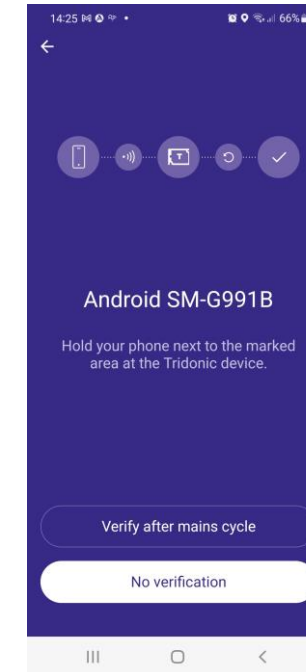 14:25 66%
T
Android SM-G991B
Hold your phone next to the marked
area at the Tridonic device.
Verify after mains cycle
No verification